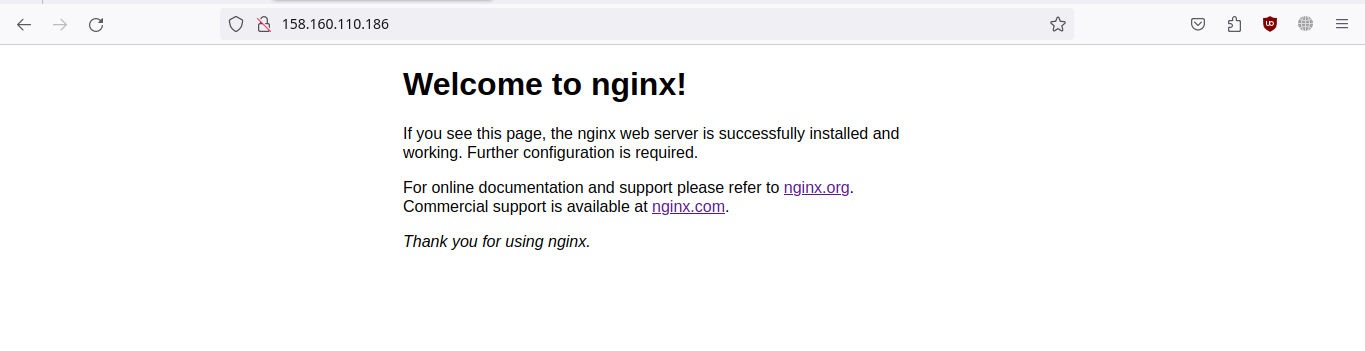 158.160.110.186
Welcome to nginx!
If you see this page, the nginx web server is successfully installed and
working. Further configuration is required.
For online documentation and support please refer to nginx.org.
Commercial support is available at nginx.com.
Thank you for using nginx.